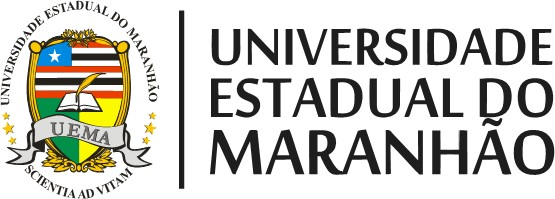 UNIVERSIDADE ESTADUAL DO MARANHÃO
UEMA
SCIENTIA AD VITAM
UNIVERSIDADE
ESTADUAL DO
MARANHÃO